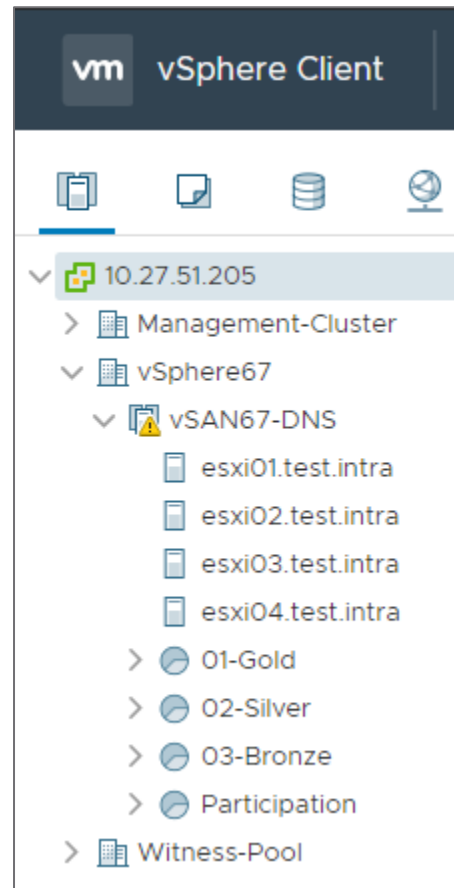 vm vSphere Client
10.27.51.205
Management-Cluster
vSphere67
vSAN67-DNS
esxi01.test.intra
esxi02.test.intra
esxi03.test.intra
esxi04.test.intra
01-Gold
02-Silver
03-Bronze
Participation
Witness-Pool